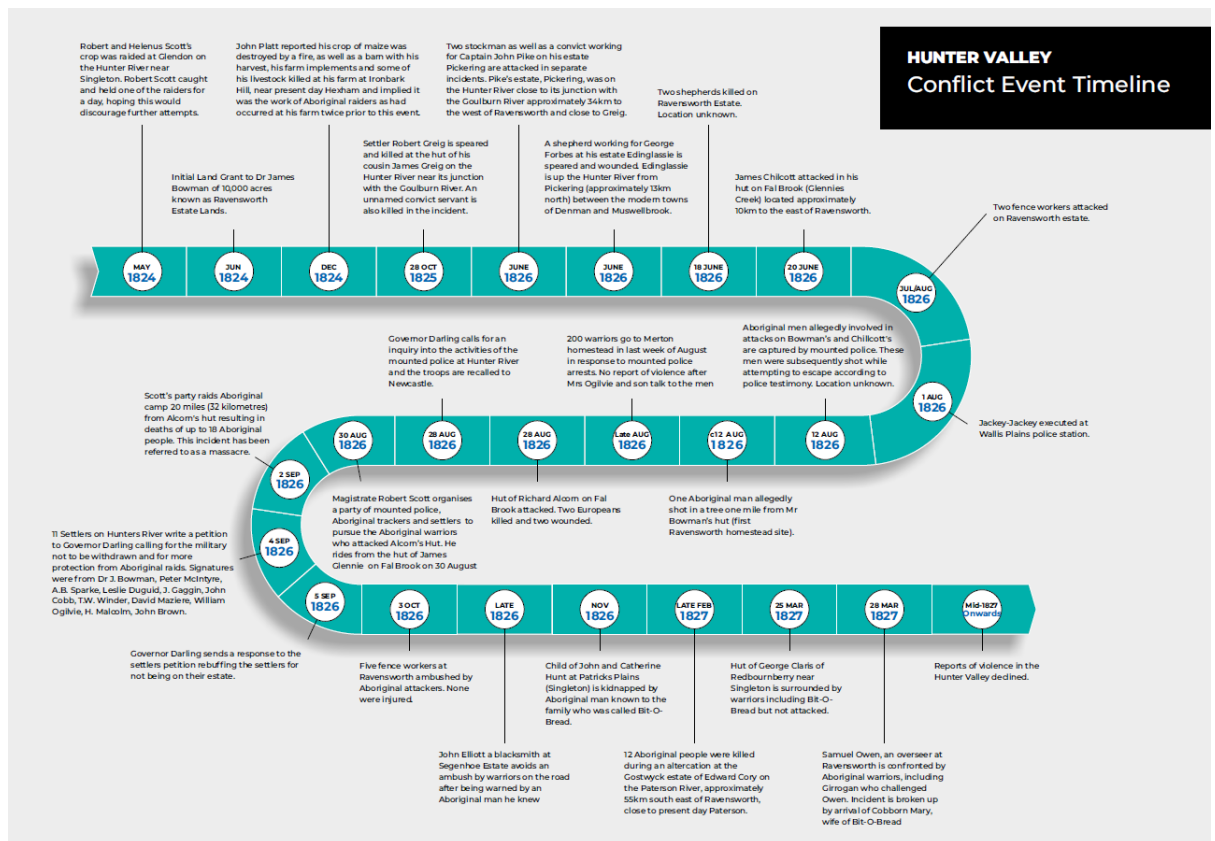 HUNTER VALLEY
Conflict Event Timeline
Robert and Helenus Scott's
crop was raided at Glendon on
the Hunter River near
Singleton. Robert Scott caught
and held one of the raiders for
a day, hoping this would
discourage further attempts.
MAY
1824
Initial Land Grant to Dr James
Bowman of 10,000 acres
known as Ravensworth
Estate Lands.
JUN
1824
John Platt reported his crop of maize was
destroyed by a fire, as well as a barn with his
harvest, his farm implements and some of
his livestock killed at his farm at Ironbark
Hill, near present day Hexham and implied it
was the work of Aboriginal raiders as had
occurred at his farm twice prior to this event.
DEC
1824
Settler Robert Greig is speared
and killed at the hut of his
cousin James Greig on the
Hunter River near its junction
with the Goulburn River. An
unnamed convict servant is
also killed in the incident.
28 OCT
1825
Two stockman as well as a convict working
for Captain John Pike on his estate
Pickering are attacked in separate
incidents. Pike's estate, Pickering, was on
the Hunter River close to its junction with
the Goulburn River approximately 34km to
the west of Ravensworth and close to Greig.
JUNE
1826
A shepherd working for George
Forbes at his estate Edinglassie is
speared and wounded. Edinglassie
is up the Hunter River from
Pickering (approximately 13km
north) between the modern towns
of Denman and Muswellbrook.
JUNE
1826
Two shepherds killed on
Ravensworth Estate.
Location unknown.
18 JUNE
1826
James Chilcott attacked in his
hut on Fal Brook (Glennies
Creek) located approximately
10km to the east of Ravensworth.
20 JUNE
1826
Two fence workers attacked
on Ravensworth estate.
JUL/AUG
1826
1 AUG
1826
Jackey-Jackey executed at
Wallis Plains police station.
Aboriginal men allegedly involved in
attacks on Bowman's and Chillcott's
are captured by mounted police. These
men were subsequently shot while
attempting to escape according to
police testimony. Location unknown.
12 AUG
1826
c12 AUG
1826
One Aboriginal man allegedly
shot in a tree one mile from Mr
Bowman's hut (first
Ravensworth homestead site).
200 warriors go to Merton
homestead in last week of August
in response to mounted police
arrests. No report of violence after
Mrs Ogilvie and son talk to the men
Late AUG
1826
28 AUG
1826
Hut of Richard Alcorn on Fal
Brook attacked. Two Europeans
killed and two wounded.
Governor Darling calls for an
inquiry into the activities of the
mounted police at Hunter River
and the troops are recalled to
Newcastle.
28 AUG
1826
30 AUG
1826
Magistrate Robert Scott organises
a party of mounted police,
Aboriginal trackers and settlers to
pursue the Aboriginal warriors
who attacked Alcorn's Hut. He
rides from the hut of James
Glennie on Fal Brook on 30 August
Scott's party raids Aboriginal
camp 20 miles (32 kilometres)
from Alcorn's hut resulting in
deaths of up to 18 Aboriginal
people. This incident has been
referred to as a massacre.
2 SEP
1826
11 Settlers on Hunters River write a petition
to Governor Darling calling for the military
not to be withdrawn and for more
protection from Aboriginal raids. Signatures
were from Dr J. Bowman, Peter McIntyre,
A.B. Sparke, Leslie Duguid, J. Gaggin, John
Cobb, T.W. Winder, David Maziere, William
Ogilvie, H. Malcolm, John Brown.
4 SEP
1826
5 SEP
1826
Governor Darling sends a response to the
settlers petition rebuffing the settlers for
not being on their estate.
3 OCT
1826
Five fence workers at
Ravensworth ambushed by
Aboriginal attackers. None
were injured.
LATE
1826
John Elliott a blacksmith at
Segenhoe Estate avoids an
ambush by warriors on the road
after being warned by an
Aboriginal man he knew
NOV
1826
Child of John and Catherine
Hunt at Patricks Plains
(Singleton) is kidnapped by
Aboriginal man known to the
family who was called Bit-O-
Bread.
LATE FEB
1827
12 Aboriginal people were killed
during an altercation at the
Gostwyck estate of Edward Cory on
the Paterson River, approximately
55km south east of Ravensworth,
close to present day Paterson.
25 MAR
1827
Hut of George Claris of
Redbournberry near
Singleton is surrounded by
warriors including Bit-O-
Bread but not attacked.
28 MAR
1827
Samuel Owen, an overseer at
Ravensworth is confronted by
Aboriginal warriors, including
Girrogan who challenged
Owen. Incident is broken up
by arrival of Cobborn Mary,
wife of Bit-O-Bread
Mid-1827
Onwards
Reports of violence in the
Hunter Valley declined.